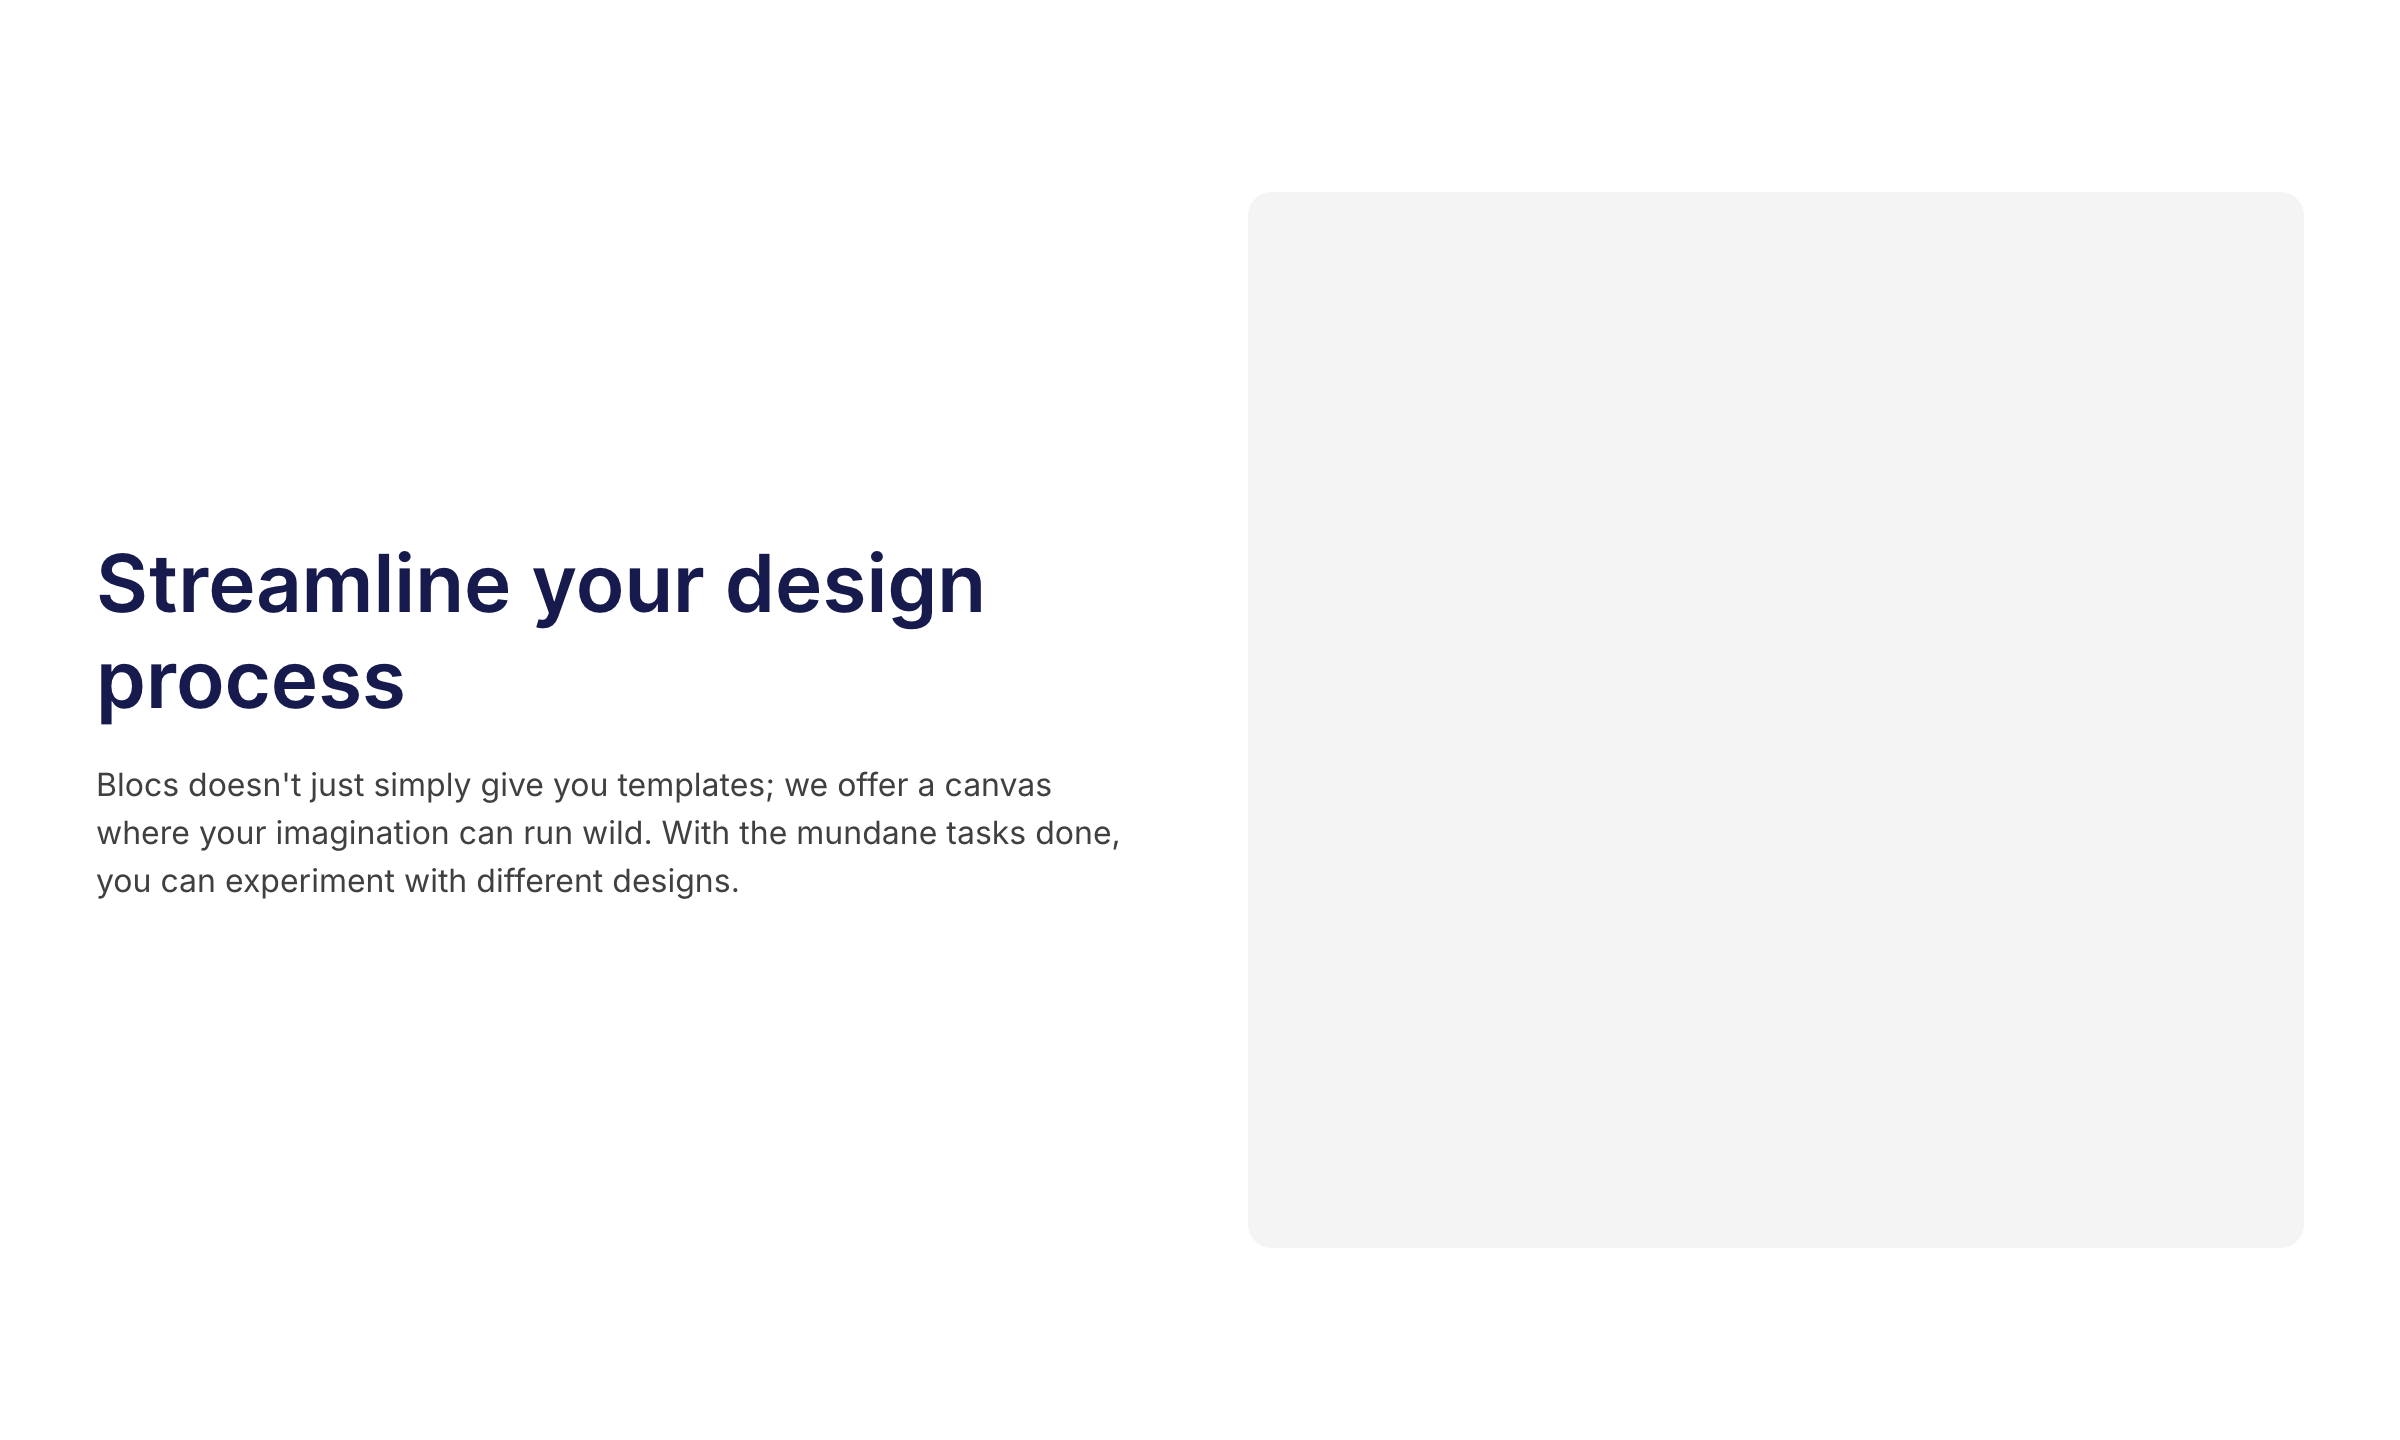 Streamline your design
process
Blocs doesn't just simply give you templates; we offer a canvas
where your imagination can run wild. With the mundane tasks done,
you can experiment with different designs.